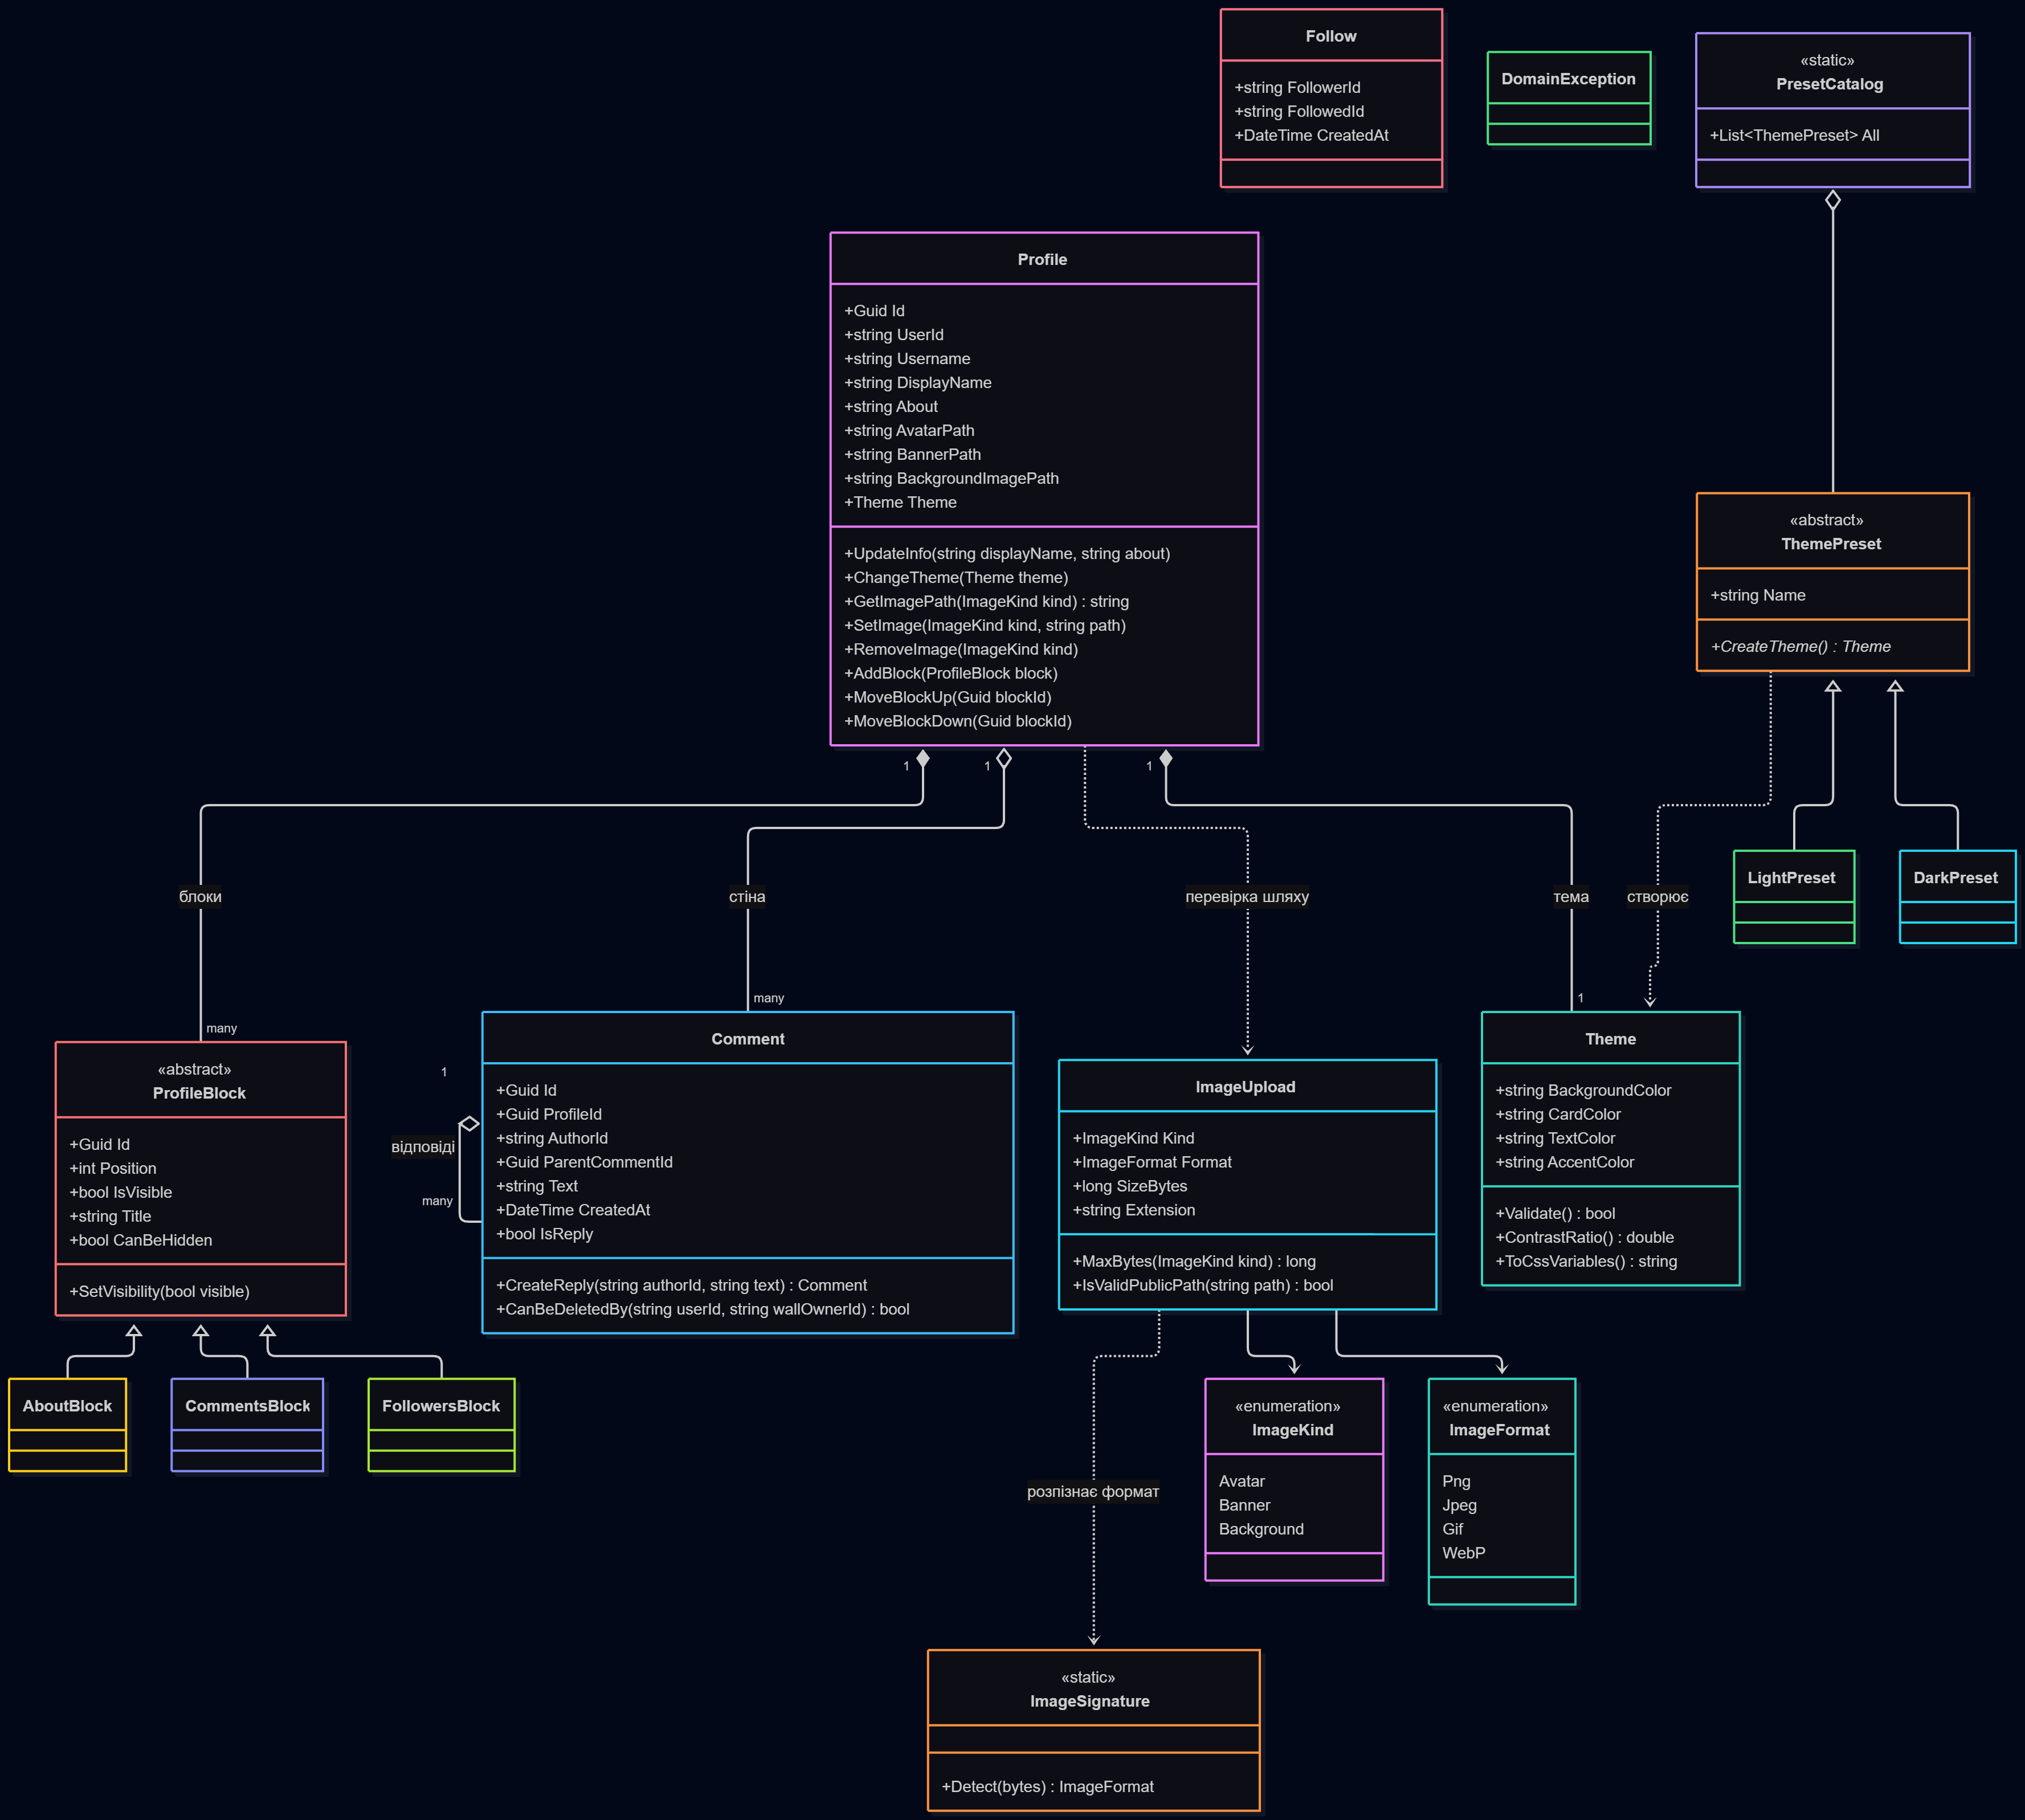 Follow
+string FollowerId
+string FollowedId
+DateTime CreatedAt
DomainException
«static»
PresetCatalog
+List<ThemePreset> All
Profile
+Guid Id
+string UserId
+string Username
+string DisplayName
+string About
+string AvatarPath
+string BannerPath
+string BackgroundImagePath
+Theme Theme
+UpdateInfo(string displayName, string about)
+ChangeTheme(Theme theme)
+GetImagePath(ImageKind kind) : string
+SetImage(ImageKind kind, string path)
+RemoveImage(ImageKind kind)
+AddBlock(ProfileBlock block)
+MoveBlockUp(Guid blockId)
+MoveBlockDown(Guid blockId)
«abstract»
ThemePreset
+string Name
+CreateTheme() : Theme
1
1
1
блоки
стіна
перевірка шляху
тема
створює
LightPreset
DarkPreset
many
many
1
«abstract»
ProfileBlock
+Guid Id
+int Position
+bool IsVisible
+string Title
+bool CanBeHidden
+SetVisibility(bool visible)
1
відповіді
many
Comment
+Guid Id
+Guid ProfileId
+string AuthorId
+Guid ParentCommentId
+string Text
+DateTime CreatedAt
+bool IsReply
+CreateReply(string authorId, string text) : Comment
+CanBeDeletedBy(string userId, string wallOwnerId) : bool
ImageUpload
+ImageKind Kind
+ImageFormat Format
+long SizeBytes
+string Extension
+MaxBytes(ImageKind kind) : long
+IsValidPublicPath(string path) : bool
Theme
+string BackgroundColor
+string CardColor
+string TextColor
+string AccentColor
+Validate() : bool
+ContrastRatio() : double
+ToCssVariables() : string
AboutBlock
CommentsBlock
FollowersBlock
розпізнає формат
«enumeration»
ImageKind
Avatar
Banner
Background
«enumeration»
ImageFormat
Png
Jpeg
Gif
WebP
«static»
ImageSignature
+Detect(bytes) : ImageFormat